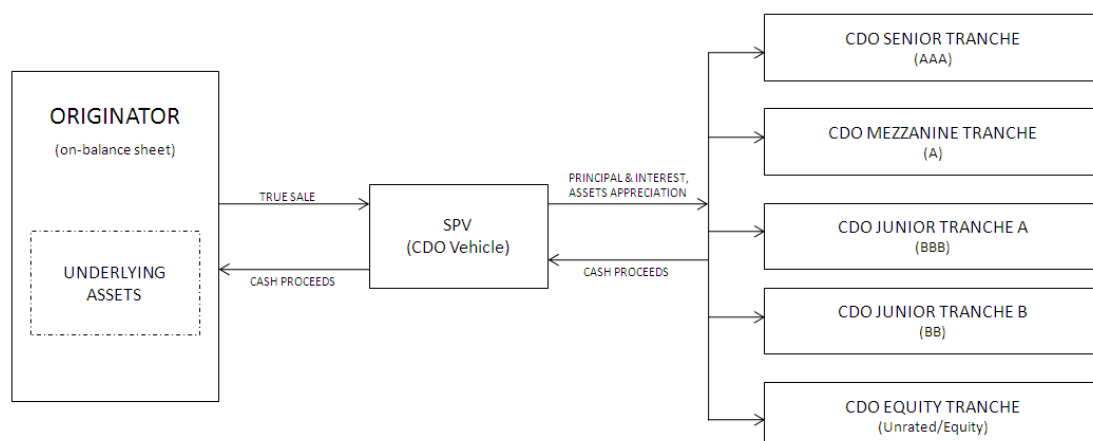 ORIGINATOR
(on-balance sheet)
UNDERLYING
ASSETS
TRUE SALE
CASH PROCEEDS
SPV
(CDO Vehicle)
PRINCIPAL & INTEREST,
ASSETS APPRECIATION
CASH PROCEEDS
CDO SENIOR TRANCHE
(AAA)
CDO MEZZANINE TRANCHE
(A)
CDO JUNIOR TRANCHE A
(BBB)
CDO JUNIOR TRANCHE B
(BB)
CDO EQUITY TRANCHE
(Unrated/Equity)